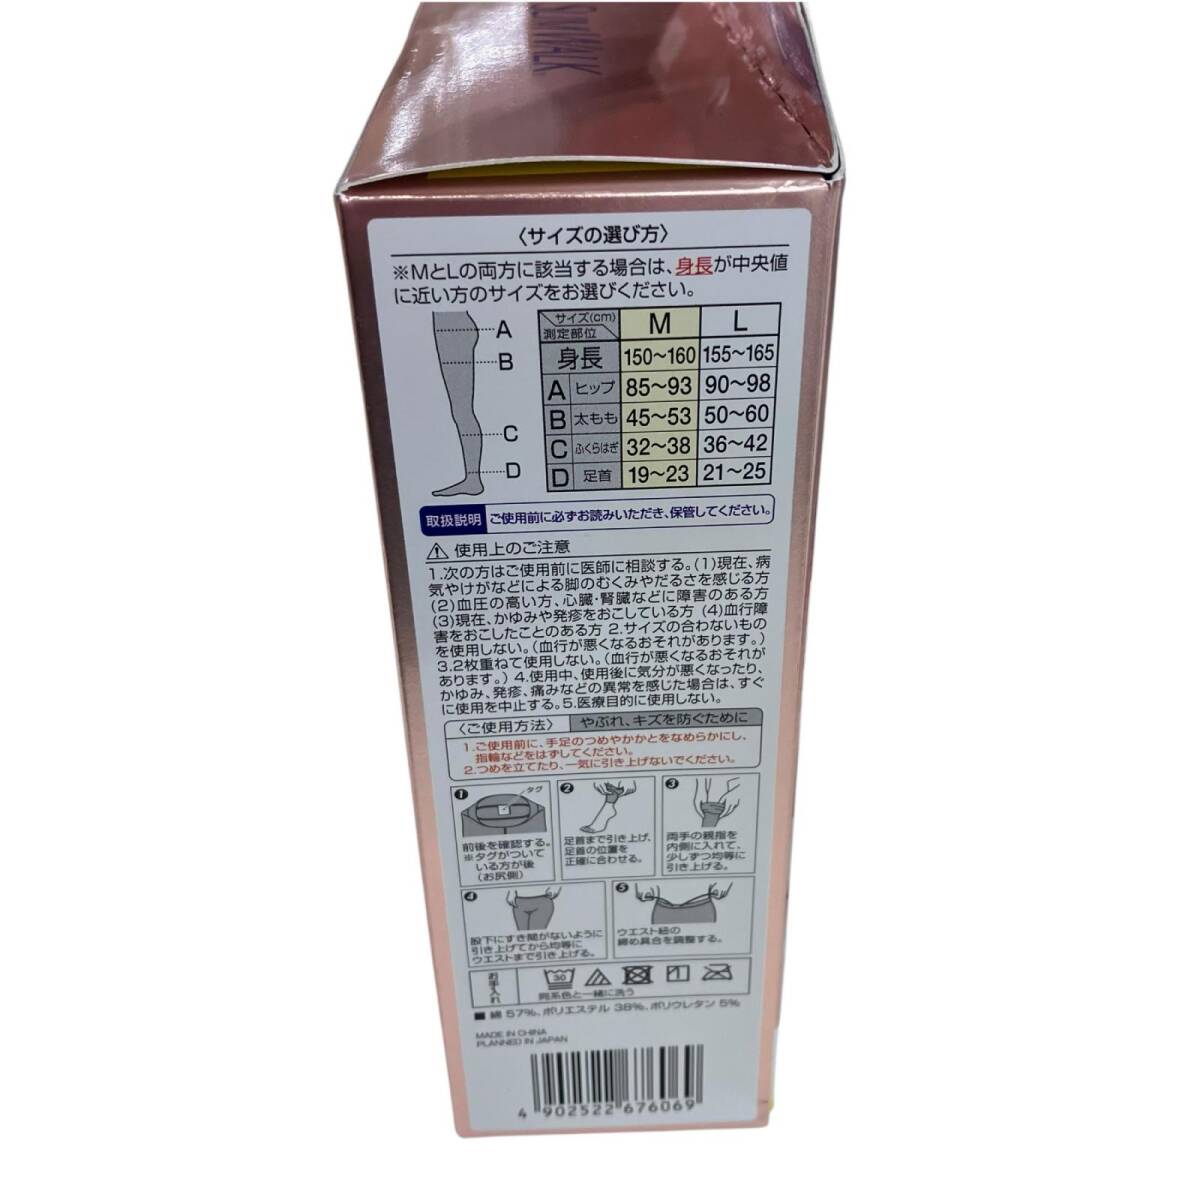 SLIMWALK
〈サイズの選び方〉
※MとLの両方に該当する場合は、身長が中央値
に近い方のサイズをお選びください。
サイズ(cm)
測定部位
M L
身長 150〜160 155〜165
A ヒップ 85〜93 90〜98
B 太もも 45〜53 50〜60
C ふくらはぎ 32〜38 36〜42
D 足首 19〜23 21〜25
A
B
C
D
取扱説明 ご使用前に必ずお読みいただき、保管してください。
使用上のご注意
1.次の方はご使用前に医師に相談する。(1)現在、病
気やけがなどによる脚のむくみやだるさを感じる方
(2)血圧の高い方、心臓・腎臓などに障害のある方
(3)現在、かゆみや発疹をおこしている方 (4)血行障
害をおこしたことのある方 2.サイズの合わないもの
を使用しない。(血行が悪くなるおそれがあります。)
3.2枚重ねて使用しない。(血行が悪くなるおそれが
あります。) 4.使用中、使用後に気分が悪くなったり、
かゆみ、発疹、痛みなどの異常を感じた場合は、すぐ
に使用を中止する。5.医療目的に使用しない。
〈ご使用方法〉 やぶれ、キズを防ぐために
1.ご使用前に、手足のつめやかかとをなめらかにし、
指輪などをはずしてください。
2.つめを立てたり、一気に引き上げないでください。
❶ タグ
前後を確認する。
※タグがついて
いる方が後
(お尻側)
❷
足首まで引き上げ、
足首の位置を
正確に合わせる。
❸
両手の親指を
内側に入れて、
少しずつ均等に
引き上げる。
❹
股下にすき間がないように
引き上げてから均等に
ウエストまで引き上げる。
❺
ウエスト紐の
締め具合を調整する。
お手入れ
30
同系色と一緒に洗う
■ 綿 57%、ポリエステル 38%、ポリウレタン 5%
MADE IN CHINA
PLANNED IN JAPAN
4 902522 676069